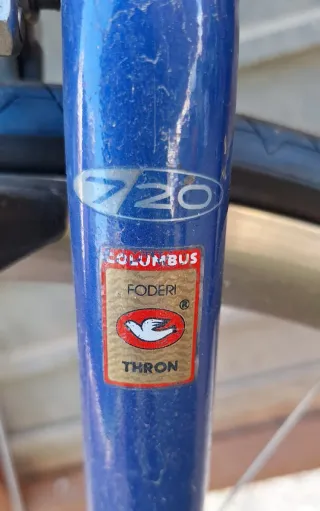 720
COLUMBUS
FODERI
®
THRON